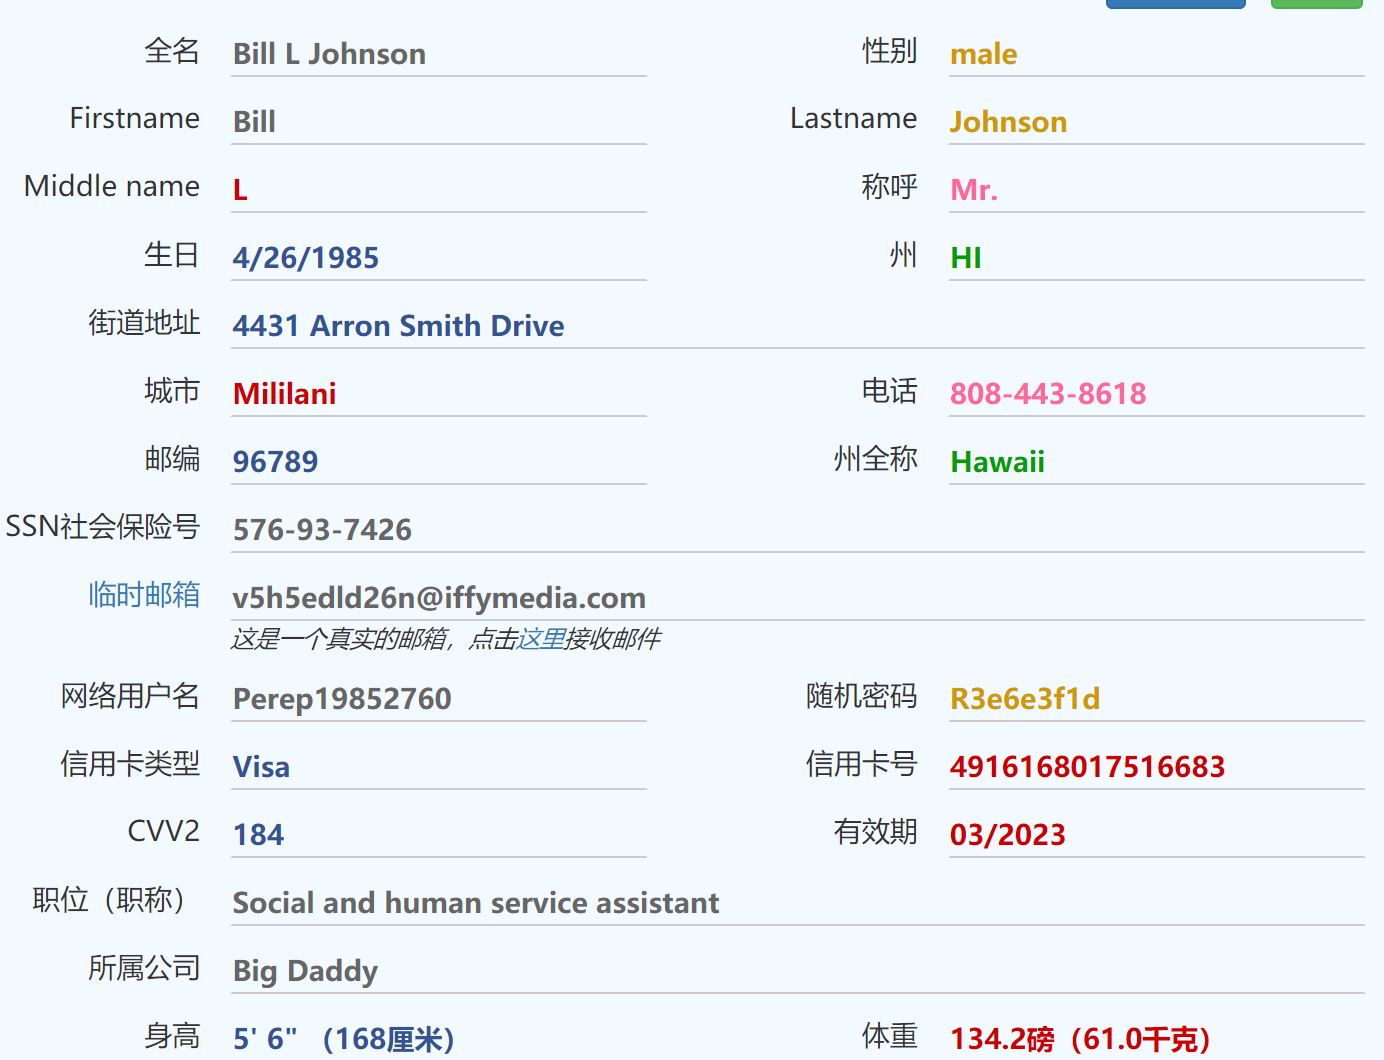 全名 Bill L Johnson 性别 male
Firstname Bill Lastname Johnson
Middle name L 称呼 Mr.
生日 4/26/1985 州 HI
街道地址 4431 Arron Smith Drive
城市 Mililani 电话 808-443-8618
邮编 96789 州全称 Hawaii
SSN社会保险号 576-93-7426
临时邮箱 v5h5edld26n@iffymedia.com
这是一个真实的邮箱，点击这里接收邮件
网络用户名 Perep19852760 随机密码 R3e6e3f1d
信用卡类型 Visa 信用卡号 4916168017516683
CVV2 184 有效期 03/2023
职位（职称） Social and human service assistant
所属公司 Big Daddy
身高 5' 6" （168厘米） 体重 134.2磅（61.0千克）